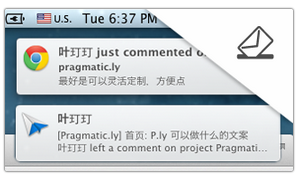 U.S. Tue 6:37 PM
叶玎玎 just commented o
pragmatic.ly
最好是可以灵活定制，方便点
叶玎玎
[Pragmatic.ly] 首页: P.ly 可以做什么的文案
叶玎玎 left a comment on project Pragmati...